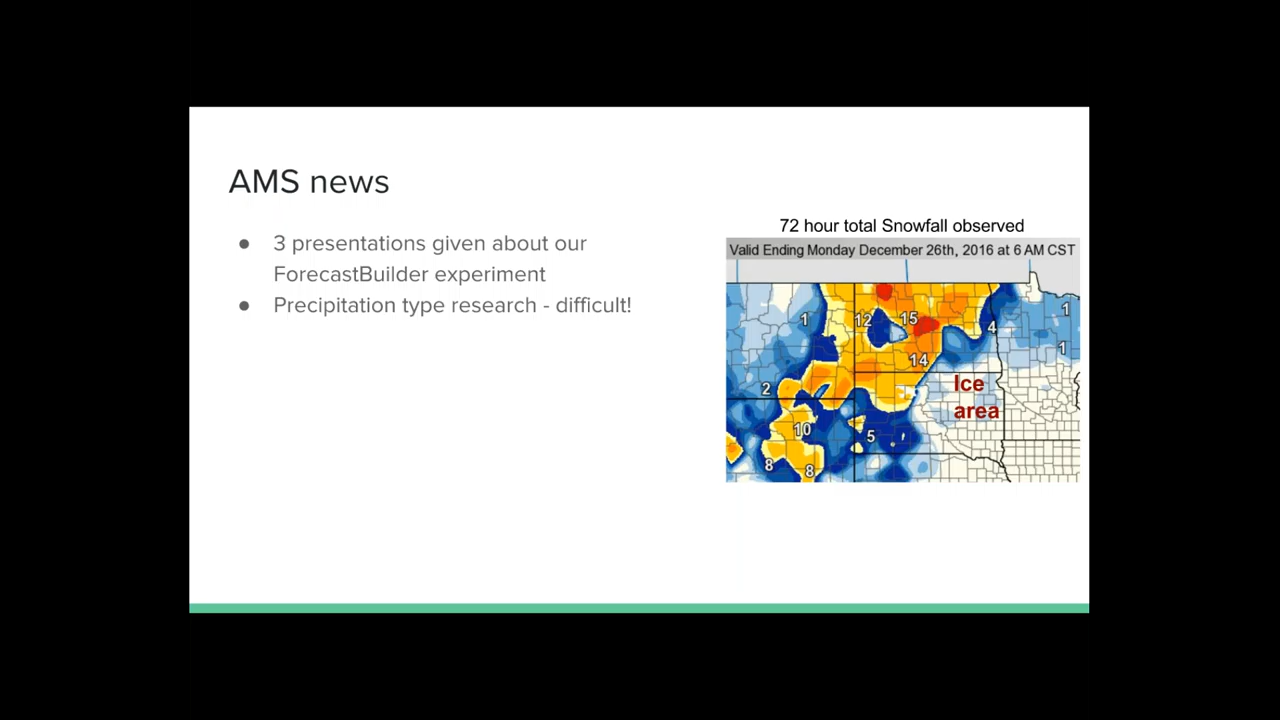 AMS news
● 3 presentations given about our
ForecastBuilder experiment
● Precipitation type research - difficult!
72 hour total Snowfall observed
Valid Ending Monday December 26th, 2016 at 6 AM CST
1
12
15
4
1
1
14
2
Ice
area
10
5
8
8